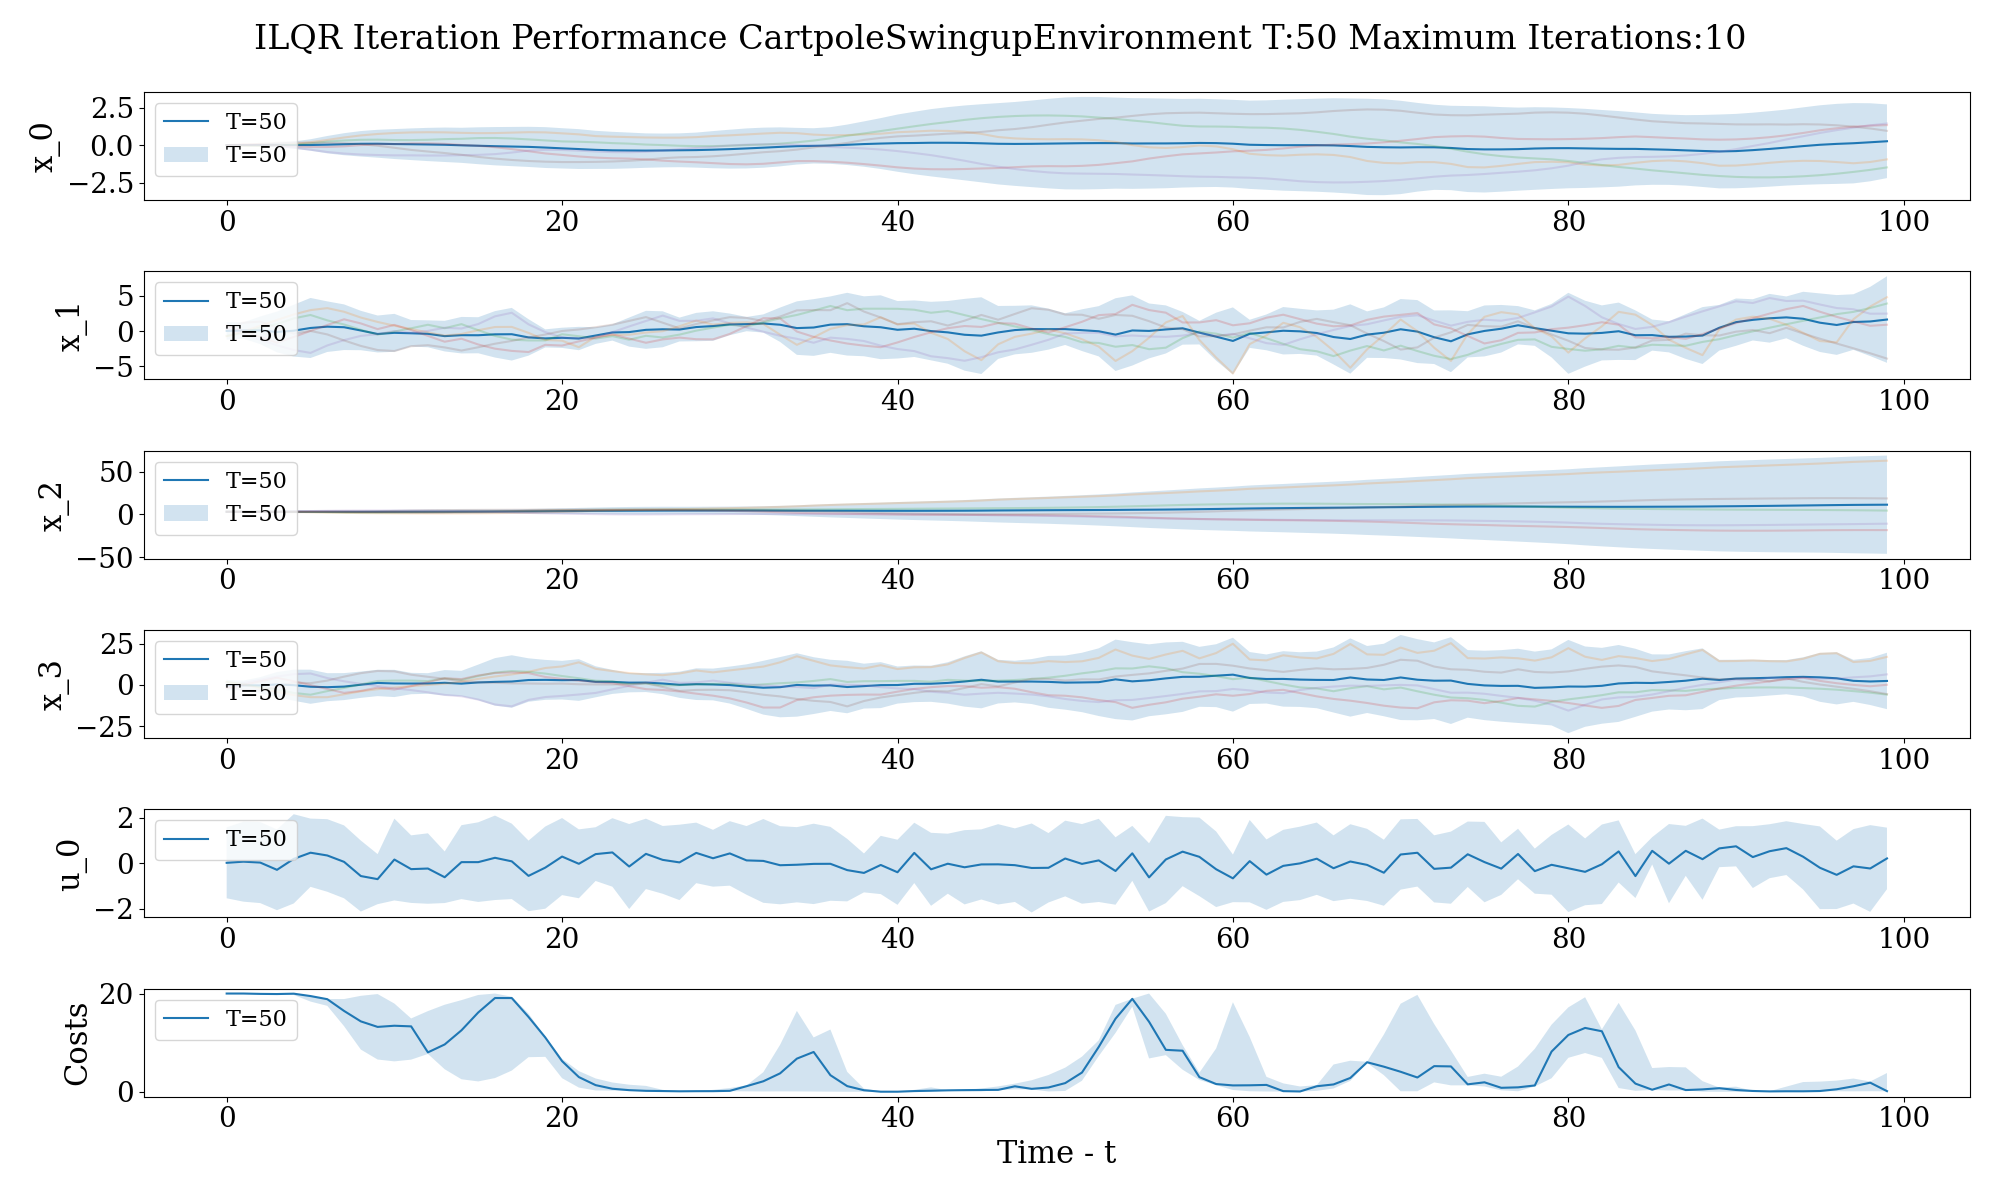 ILQR Iteration Performance CartpoleSwingupEnvironment T:50 Maximum Iterations:10
x_0
2.5
0.0
−2.5
T=50
T=50
0 20 40 60 80 100
x_1
5
0
−5
T=50
T=50
0 20 40 60 80 100
x_2
50
0
−50
T=50
T=50
0 20 40 60 80 100
x_3
25
0
−25
T=50
T=50
0 20 40 60 80 100
u_0
2
0
−2
T=50
0 20 40 60 80 100
Costs
20
0
T=50
0 20 40 60 80 100
Time - t